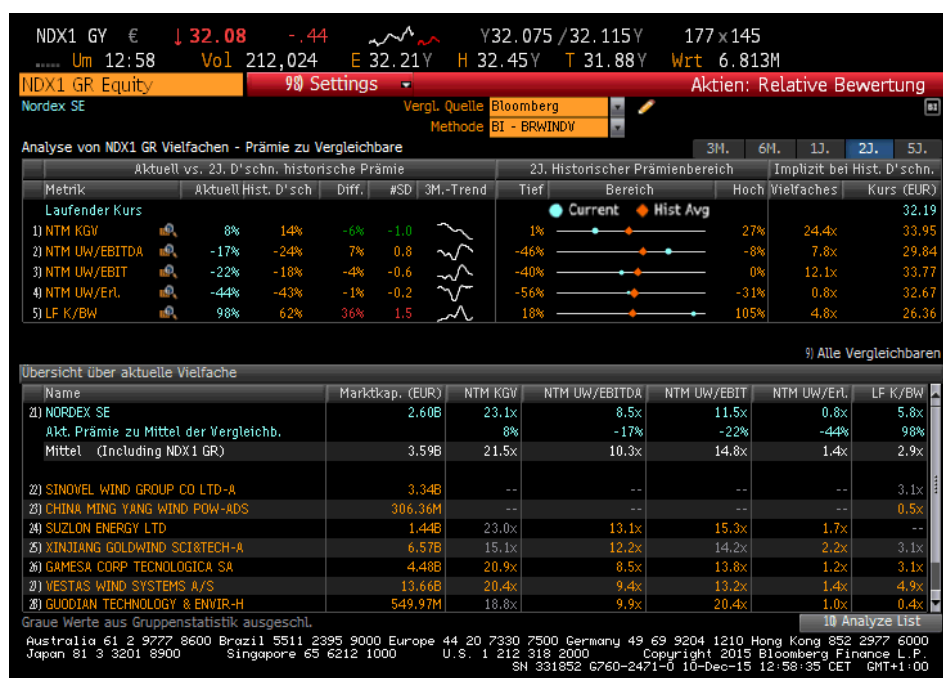 NDX1 GY € ↓ 32.08 -.44 Y32.075/32.115Y 177×145
Um 12:58 Vol 212,024 E 32.21Y H 32.45Y T 31.88Y Wrt 6.813M
NDX1 GR Equity 98) Settings Aktien: Relative Bewertung
Nordex SE Vergl. Quelle Bloomberg BI
Methode BI - BRWINDV
Analyse von NDX1 GR Vielfachen - Prämie zu Vergleichbare 3M. 6M. 1J. 2J. 5J.
Aktuell vs. 2J. D'schn. historische Prämie 2J. Historischer Prämienbereich Implizit bei Hist. D'schn.
Metrik Aktuell Hist. D'sch Diff. #SD 3M.-Trend Tief Bereich Hoch Vielfaches Kurs (EUR)
Laufender Kurs Current Hist Avg 32.19
1) NTM KGV 8% 14% -6% -1.0 1% 27% 24.4x 33.95
2) NTM UW/EBITDA -17% -24% 7% 0.8 -46% -8% 7.8x 29.84
3) NTM UW/EBIT -22% -18% -4% -0.6 -40% 0% 12.1x 33.77
4) NTM UW/Erl. -44% -43% -1% -0.2 -56% -31% 0.8x 32.67
5) LF K/BW 98% 62% 36% 1.5 18% 105% 4.8x 26.36
9) Alle Vergleichbaren
Übersicht über aktuelle Vielfache
Name Marktkap. (EUR) NTM KGV NTM UW/EBITDA NTM UW/EBIT NTM UW/Erl. LF K/BW
21) NORDEX SE 2.60B 23.1x 8.5x 11.5x 0.8x 5.8x
Akt. Prämie zu Mittel der Vergleichb. 8% -17% -22% -44% 98%
Mittel (Including NDX1 GR) 3.59B 21.5x 10.3x 14.8x 1.4x 2.9x
22) SINOVEL WIND GROUP CO LTD-A 3.34B -- -- -- -- 3.1x
23) CHINA MING YANG WIND POW-ADS 306.36M -- -- -- -- 0.5x
24) SUZLON ENERGY LTD 1.44B 23.0x 13.1x 15.3x 1.7x --
25) XINJIANG GOLDWIND SCI&TECH-A 6.57B 15.1x 12.2x 14.2x 2.2x 3.1x
26) GAMESA CORP TECNOLOGICA SA 4.48B 20.9x 8.5x 13.8x 1.2x 3.1x
27) VESTAS WIND SYSTEMS A/S 13.66B 20.4x 9.4x 13.2x 1.4x 4.9x
28) GUODIAN TECHNOLOGY & ENVIR-H 549.97M 18.8x 9.9x 20.4x 1.0x 0.4x
Graue Werte aus Gruppenstatistik ausgeschl. 10) Analyze List
Australia 61 2 9777 8600 Brazil 5511 2395 9000 Europe 44 20 7330 7500 Germany 49 69 9204 1210 Hong Kong 852 2977 6000
Japan 81 3 3201 8900 Singapore 65 6212 1000 U.S. 1 212 318 2000 Copyright 2015 Bloomberg Finance L.P.
SN 331852 G760-2471-0 10-Dec-15 12:58:35 CET GMT+1:00